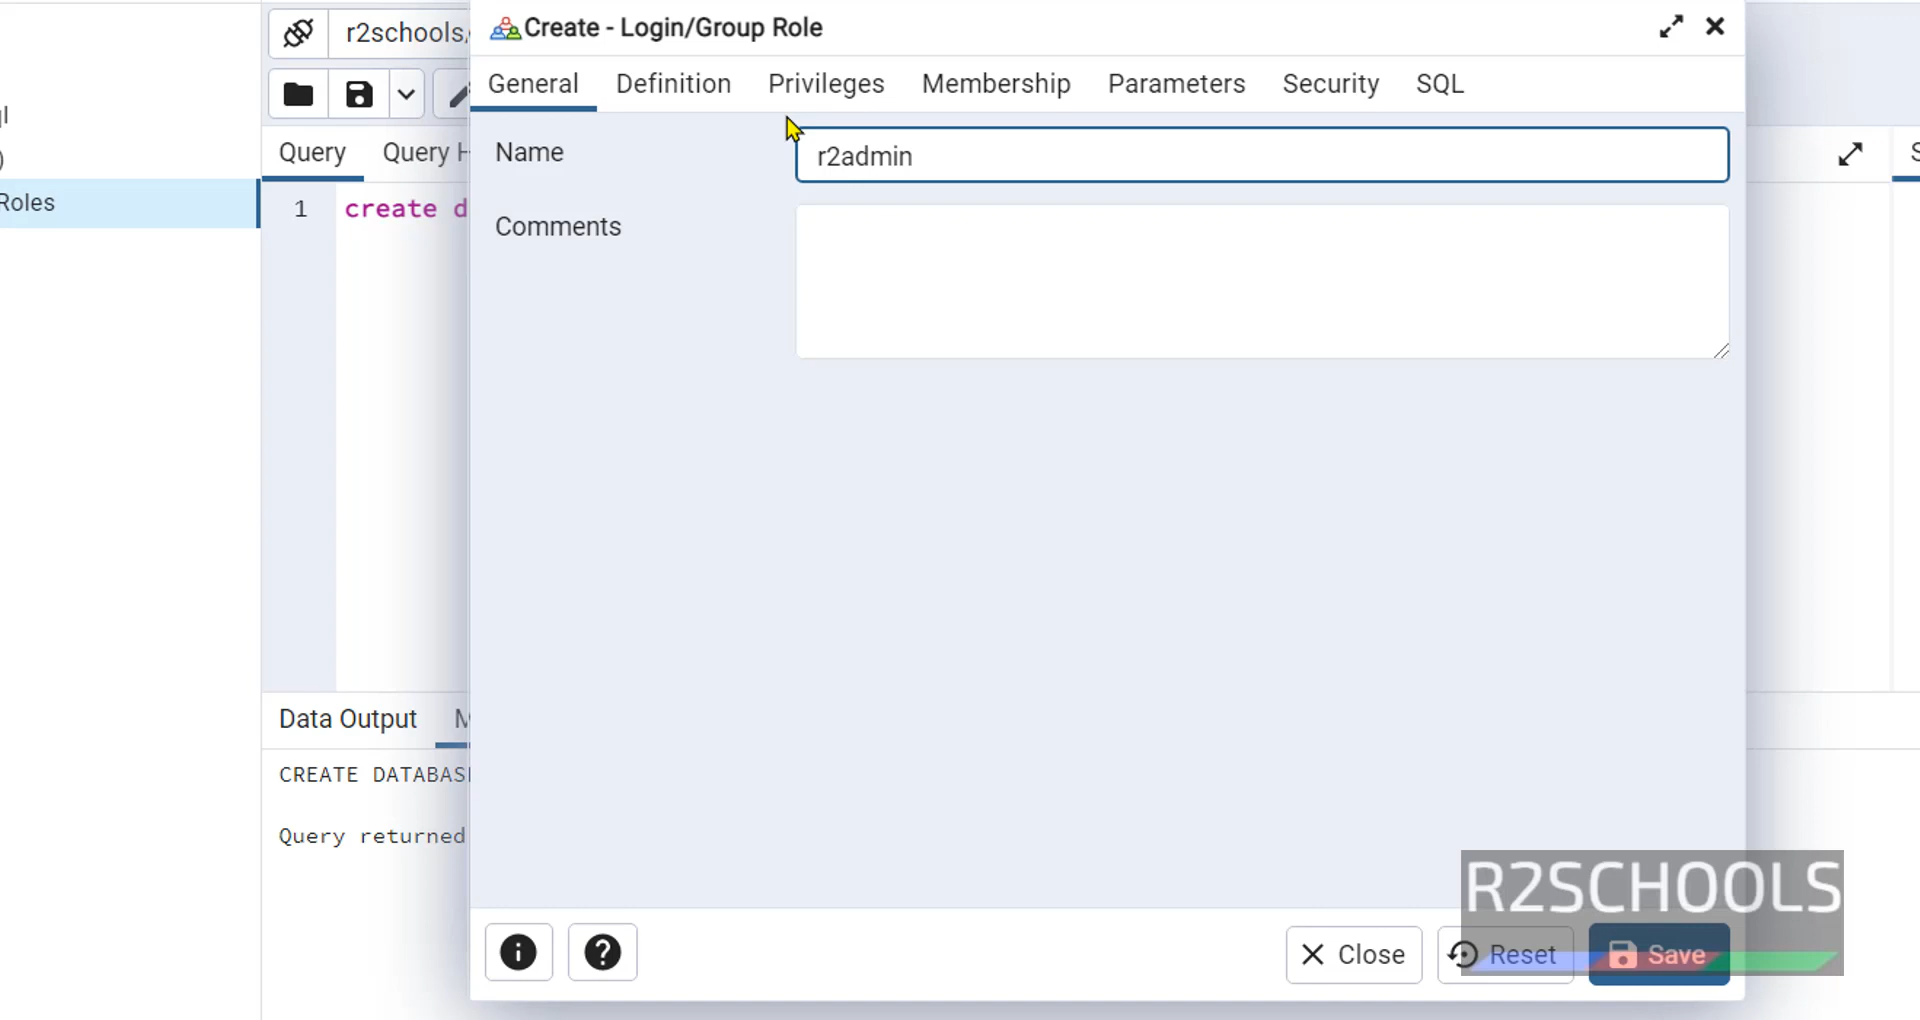 r2schools
Create - Login/Group Role
General Definition Privileges Membership Parameters Security SQL
Query Query
Name
r2admin
Roles
1 create d
Comments
Data Output
CREATE DATABAS
Query returned
R2SCHOOLS
Close Reset Save